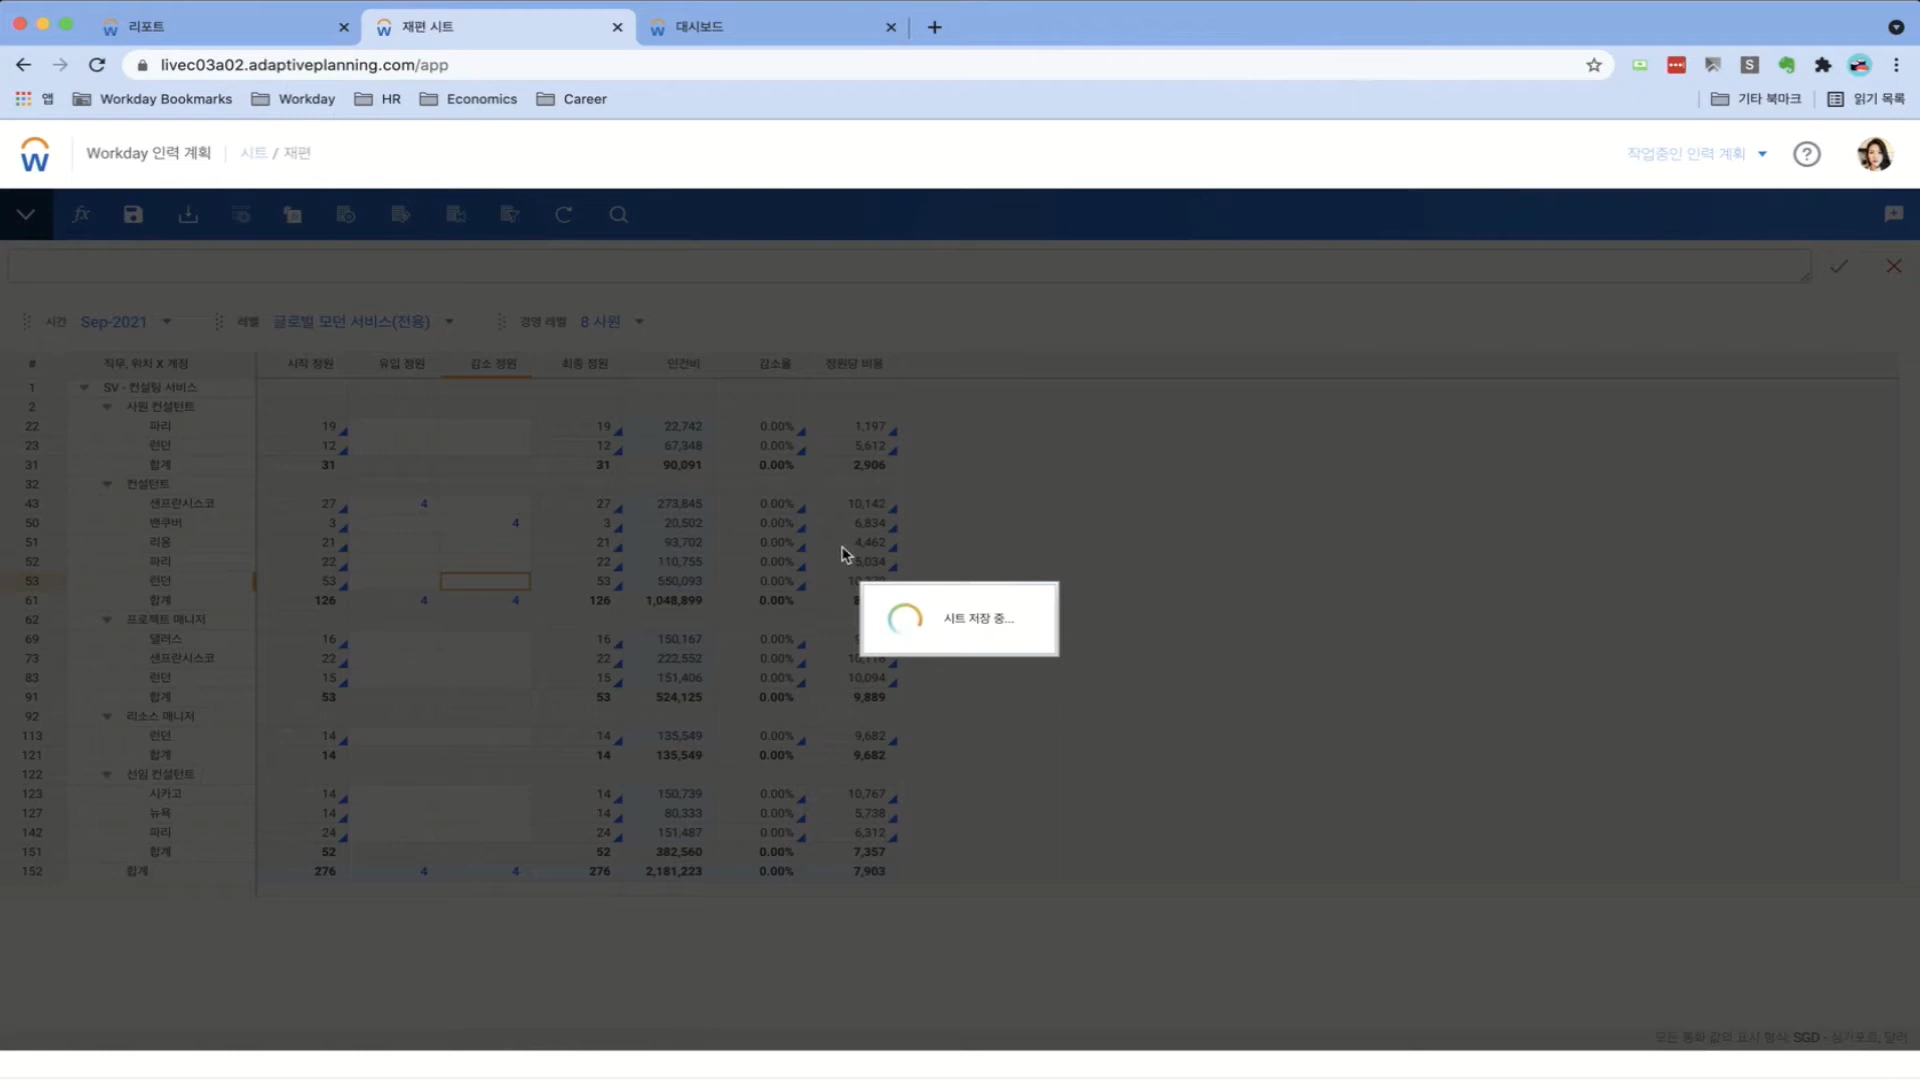 리포트
재편 시트
대시보드
livec03a02.adaptiveplanning.com/app
앱 Workday Bookmarks Workday HR Economics Career 기타 북마크 읽기 목록
Workday 인력 계획 시트 / 재편 작업중인 인력 계획
시간 Sep-2021 레벨 글로벌 모던 서비스(전용) 경영 레벨 8 사원
# 직무, 위치 X 계정 시작 정원 유입 정원 감소 정원 최종 정원 인건비 감소율 정원당 비용
1 SV - 컨설팅 서비스
2 사원 컨설턴트
22 파리 19 19 22,742 0.00% 1,197
23 런던 12 12 67,348 0.00% 5,612
31 합계 31 31 90,091 0.00% 2,906
32 컨설턴트
43 샌프란시스코 27 4 27 273,845 0.00% 10,142
50 밴쿠버 3 4 3 20,502 0.00% 6,834
51 리옹 21 21 93,702 0.00% 4,462
52 파리 22 22 110,755 0.00% 5,034
53 런던 53 53 550,093 0.00%
61 합계 126 4 4 126 1,048,899 0.00%
시트 저장 중...
62 프로젝트 매니저
69 댈러스 16 16 150,167 0.00%
73 샌프란시스코 22 22 222,552 0.00% 10,116
83 런던 15 15 151,406 0.00% 10,094
91 합계 53 53 524,125 0.00% 9,889
92 리소스 매니저
113 런던 14 14 135,549 0.00% 9,682
121 합계 14 14 135,549 0.00% 9,682
122 선임 컨설턴트
123 시카고 14 14 150,739 0.00% 10,767
127 뉴욕 14 14 80,333 0.00% 5,738
142 파리 24 24 151,487 0.00% 6,312
151 합계 52 52 382,560 0.00% 7,357
152 합계 276 4 4 276 2,181,223 0.00% 7,903
모든 통화 값의 표시 형식: SGD - 싱가포르, 달러